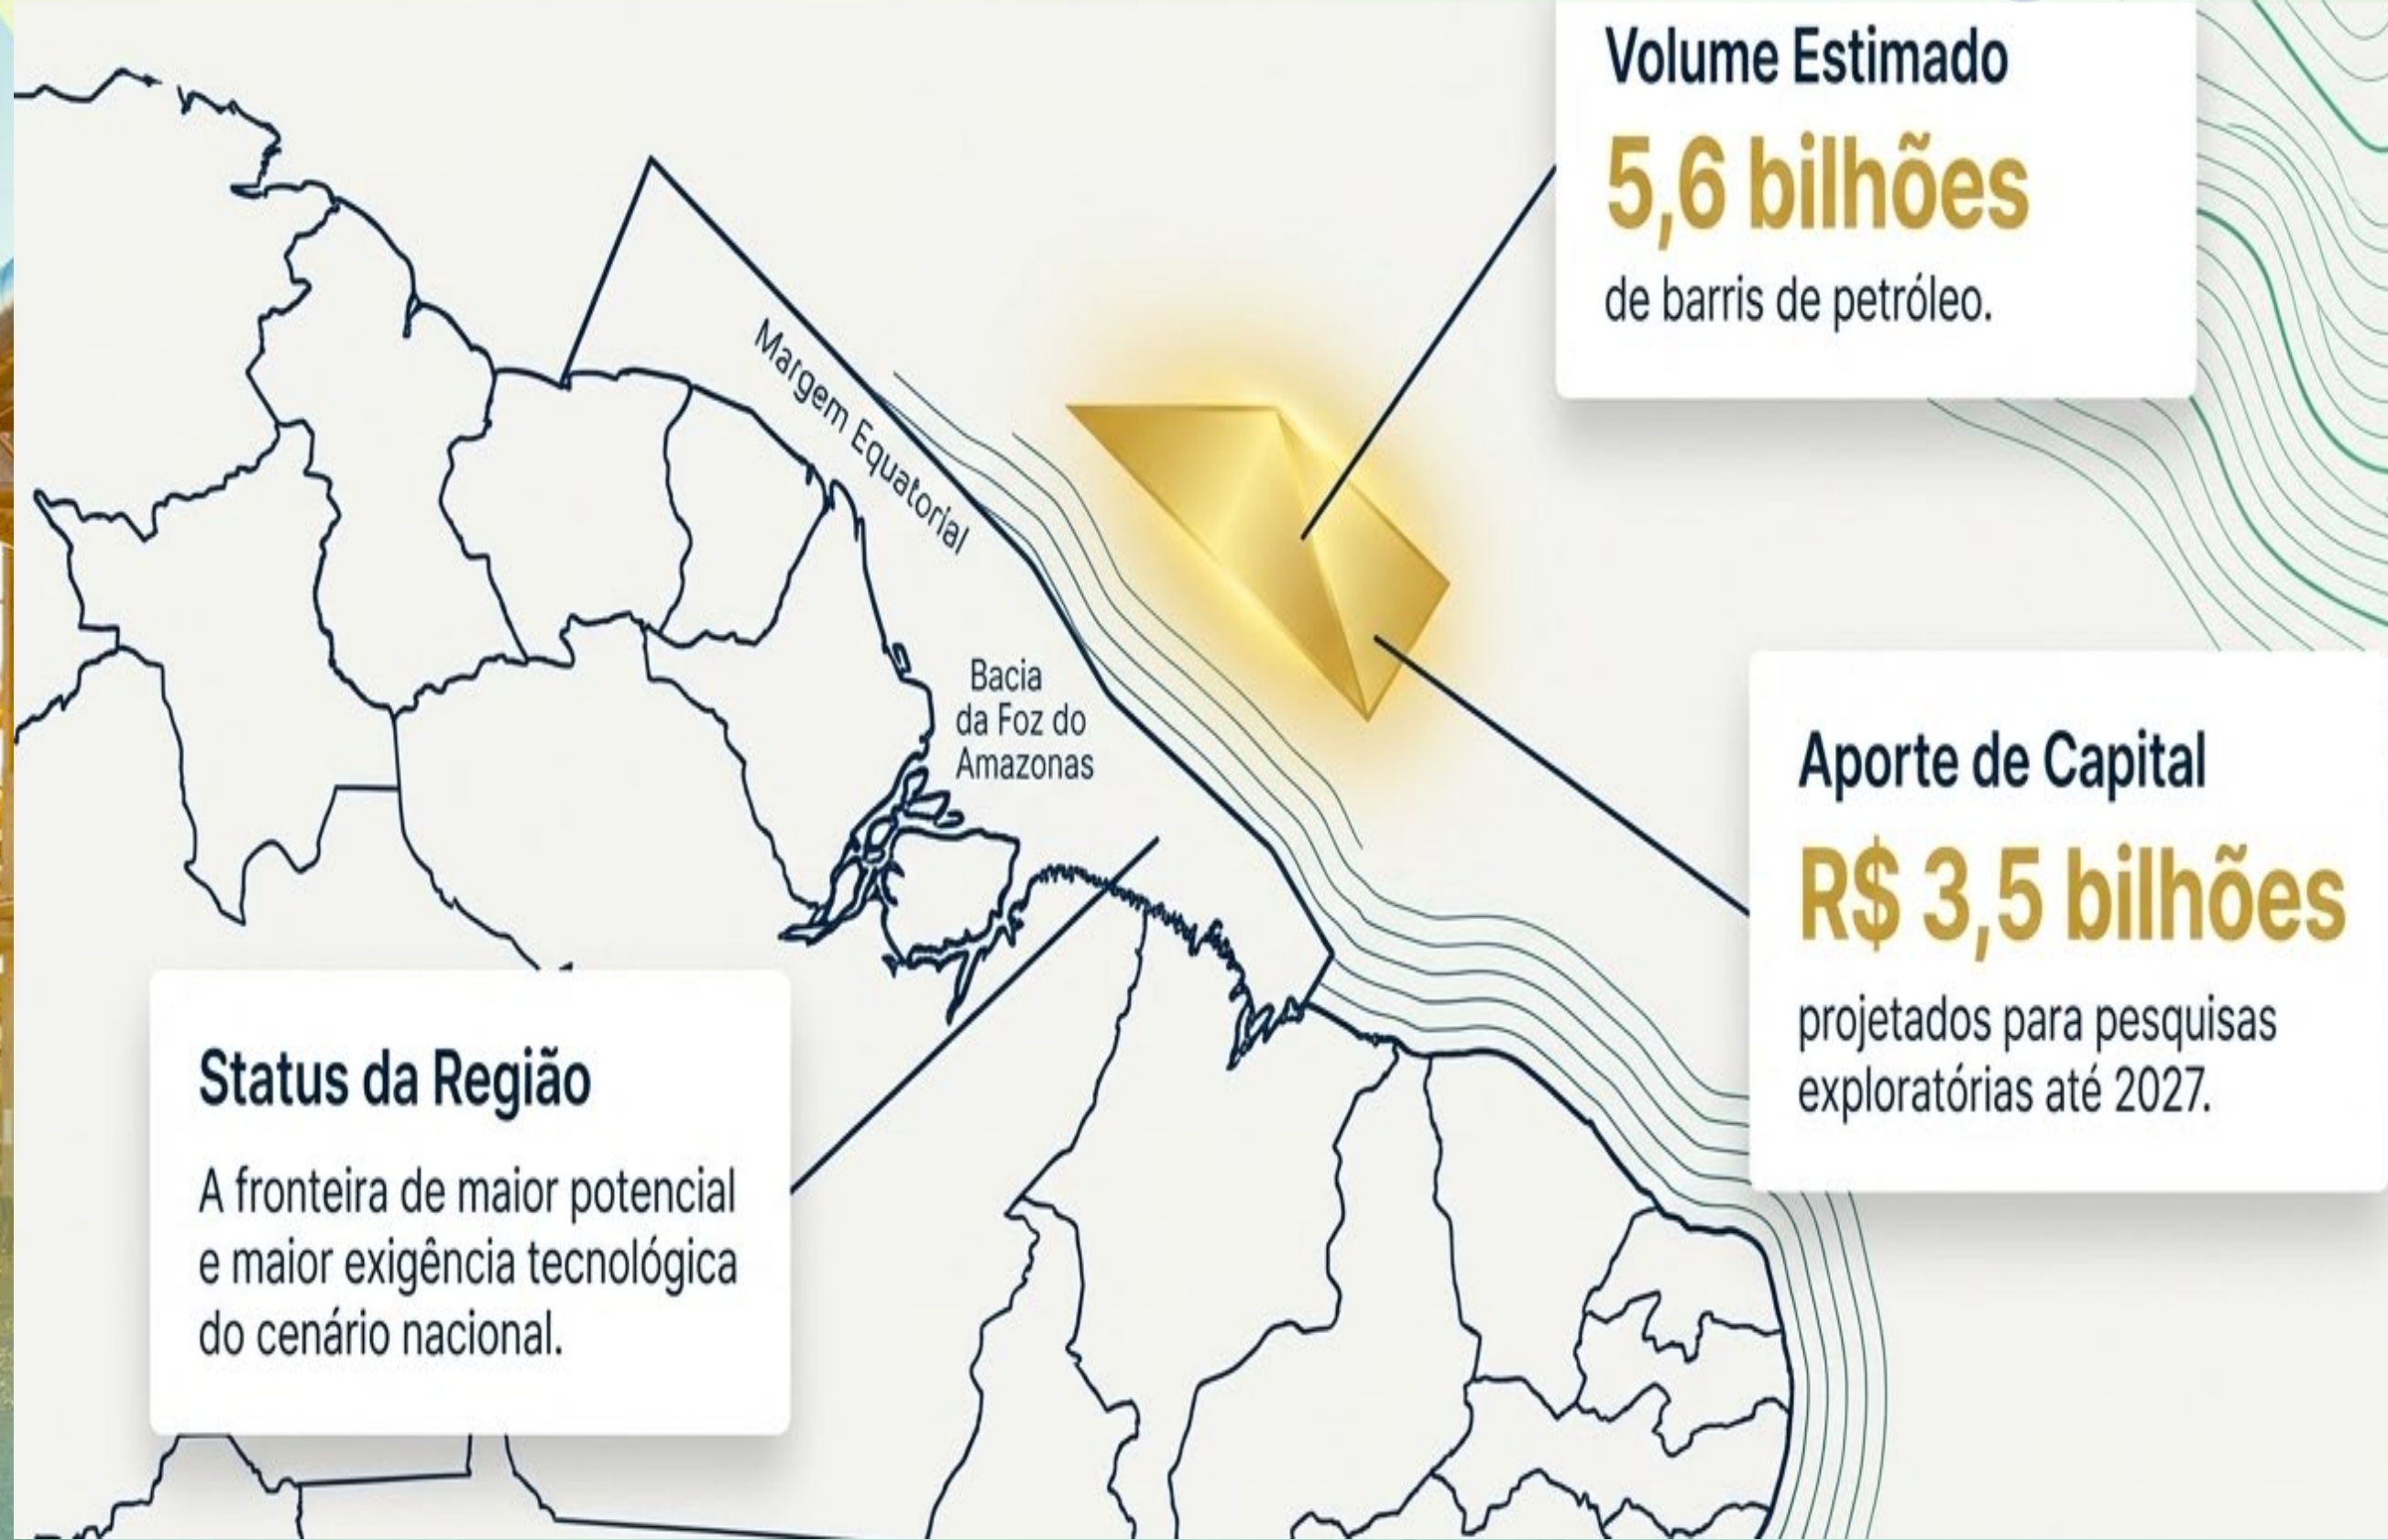 Volume Estimado
5,6 bilhões
de barris de petróleo.
Margem Equatorial
Bacia
da Foz do
Amazonas
Aporte de Capital
R$ 3,5 bilhões
projetados para pesquisas
exploratórias até 2027.
Status da Região
A fronteira de maior potencial
e maior exigência tecnológica
do cenário nacional.